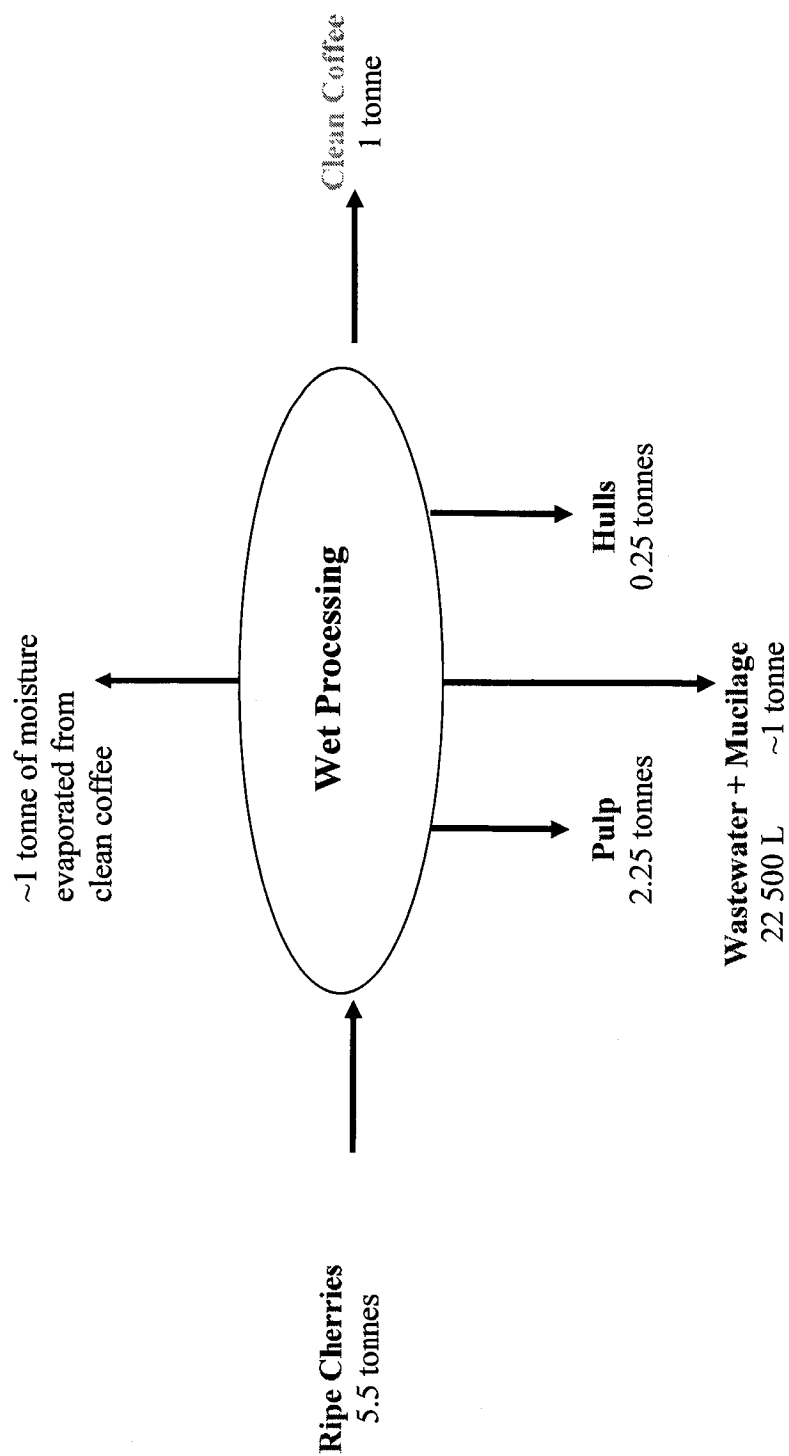 ~1 tonne of moisture
evaporated from
clean coffee
Ripe Cherries
5.5 tonnes
Wet Processing
Clean Coffee
1 tonne
Pulp
2.25 tonnes
Hulls
0.25 tonnes
Wastewater + Mucilage
22 500 L ~1 tonne